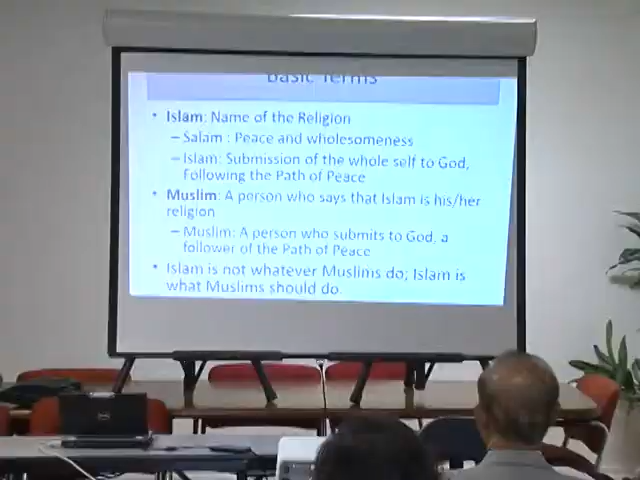 Basic Terms
• Islam: Name of the Religion
– Salam : Peace and wholesomeness
– Islam: Submission of the whole self to God,
Following the Path of Peace
• Muslim: A person who says that Islam is his/her
religion
– Muslim: A person who submits to God, a
follower of the Path of Peace
• Islam is not whatever Muslims do; Islam is
what Muslims should do.
DELL